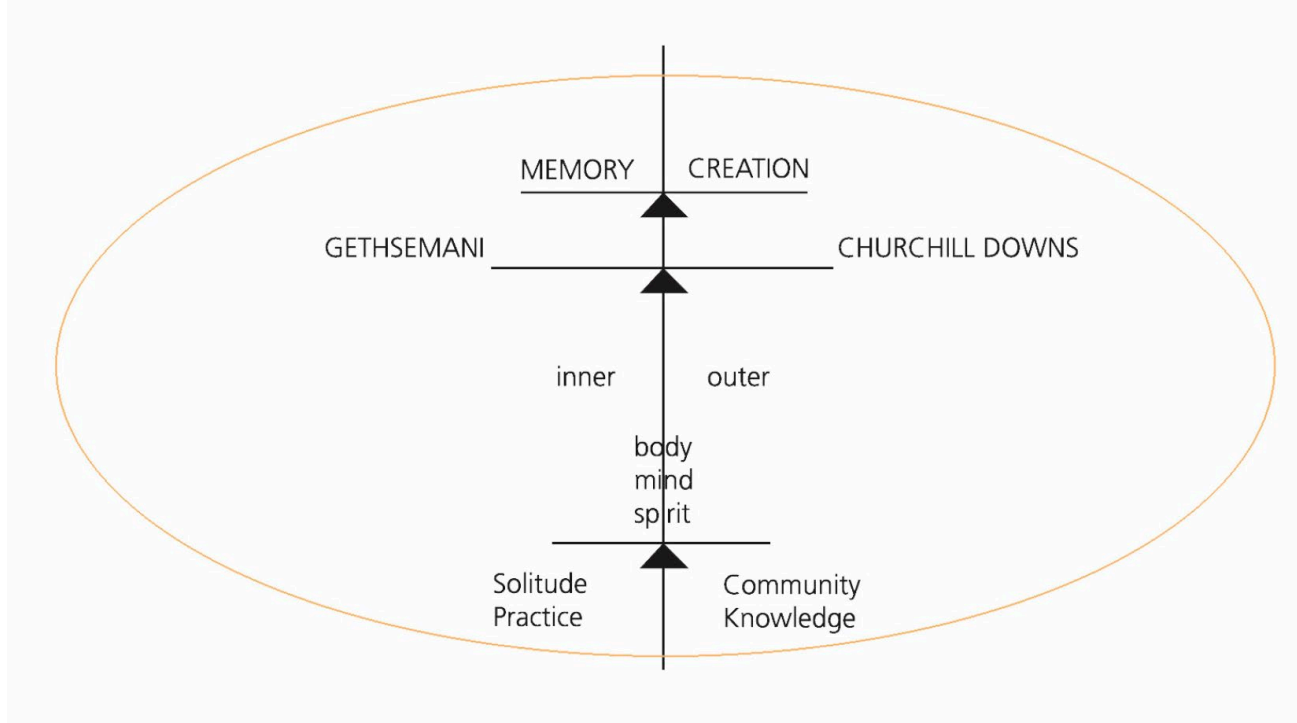 MEMORY CREATION
GETHSEMANI CHURCHILL DOWNS
inner outer
body
mind
spirit
Solitude Community
Practice Knowledge